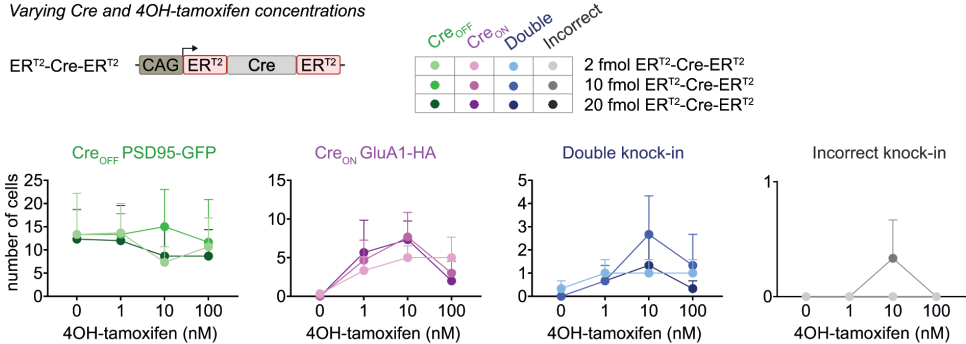 Varying Cre and 4OH-tamoxifen concentrations
ERT2-Cre-ERT2
CAG ERT2 Cre ERT2
CreOFF CreON Double Incorrect
2 fmol ERT2-Cre-ERT2
10 fmol ERT2-Cre-ERT2
20 fmol ERT2-Cre-ERT2
CreOFF PSD95-GFP
number of cells
25
20
15
10
5
0
0 1 10 100
4OH-tamoxifen (nM)
CreON GluA1-HA
15
10
5
0
0 1 10 100
4OH-tamoxifen (nM)
Double knock-in
5
4
3
2
1
0
0 1 10 100
4OH-tamoxifen (nM)
Incorrect knock-in
1
0
0 1 10 100
4OH-tamoxifen (nM)